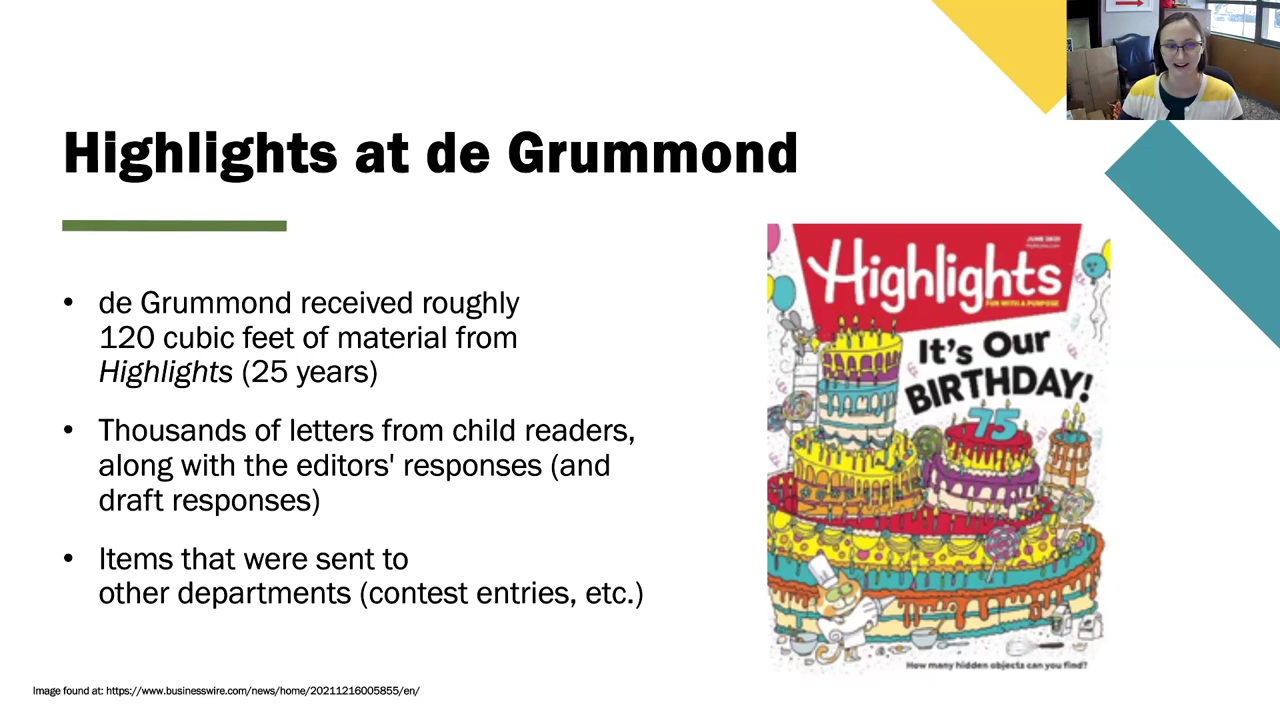 Highlights at de Grummond
• de Grummond received roughly
120 cubic feet of material from
Highlights (25 years)
• Thousands of letters from child readers,
along with the editors' responses (and
draft responses)
• Items that were sent to
other departments (contest entries, etc.)
JUNE 2021
Highlights
FUN WITH A PURPOSE
It's Our
BIRTHDAY!
75
How many hidden objects can you find?
Image found at: https://www.businesswire.com/news/home/20211216005855/en/